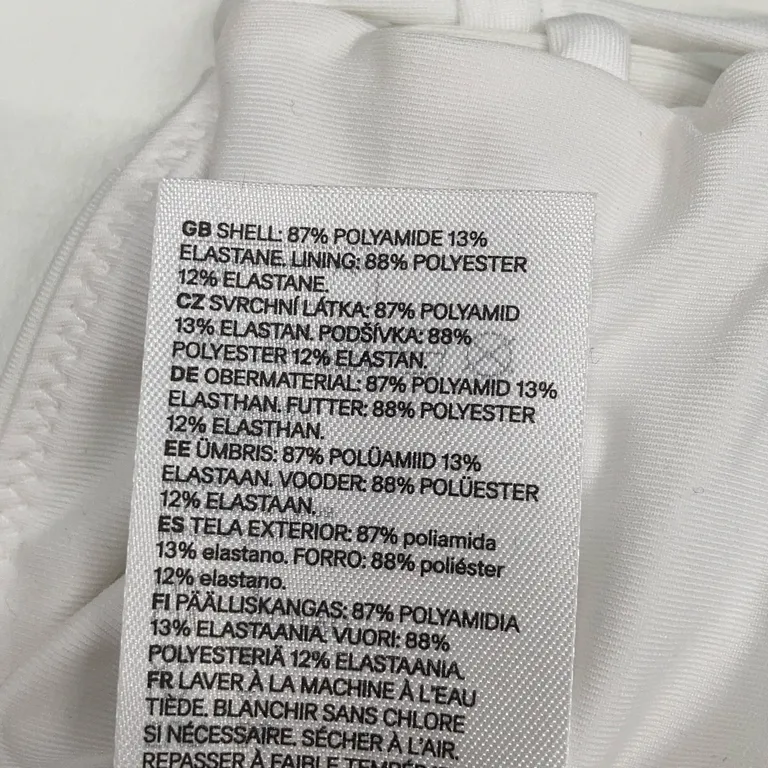 GB SHELL: 87% POLYAMIDE 13%
ELASTANE. LINING: 88% POLYESTER
12% ELASTANE.
CZ SVRCHNÍ LÁTKA: 87% POLYAMID
13% ELASTAN. PODŠÍVKA: 88%
POLYESTER 12% ELASTAN.
DE OBERMATERIAL: 87% POLYAMID 13%
ELASTHAN. FUTTER: 88% POLYESTER
12% ELASTHAN.
EE ÜMBRIS: 87% POLÜAMIID 13%
ELASTAAN. VOODER: 88% POLÜESTER
12% ELASTAAN.
ES TELA EXTERIOR: 87% poliamida
13% elastano. FORRO: 88% poliéster
12% elastano.
FI PÄÄLLISKANGAS: 87% POLYAMIDIA
13% ELASTAANIA. VUORI: 88%
POLYESTERIÄ 12% ELASTAANIA.
FR LAVER À LA MACHINE À L'EAU
TIÈDE. BLANCHIR SANS CHLORE
SI NÉCESSAIRE. SÉCHER À L'AIR.
REPASSER À FAIBLE TEMPÉR